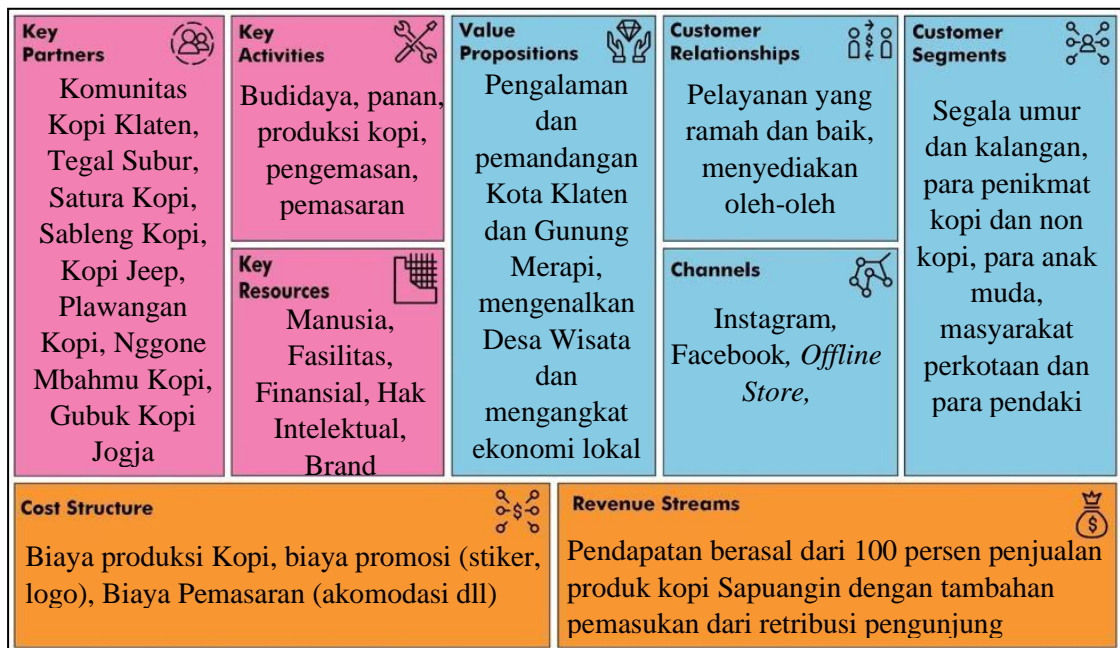 Key
Partners
Komunitas
Kopi Klaten,
Tegal Subur,
Satura Kopi,
Sableng Kopi,
Kopi Jeep,
Plawangan
Kopi, Nggone
Mbahmu Kopi,
Gubuk Kopi
Jogja
Key
Activities
Budidaya, panan,
produksi kopi,
pengemasan,
pemasaran
Key
Resources
Manusia,
Fasilitas,
Finansial, Hak
Intelektual,
Brand
Value
Propositions
Pengalaman
dan
pemandangan
Kota Klaten
dan Gunung
Merapi,
mengenalkan
Desa Wisata
dan
mengangkat
ekonomi lokal
Customer
Relationships
Pelayanan yang
ramah dan baik,
menyediakan
oleh-oleh
Channels
Instagram,
Facebook, Offline
Store,
Customer
Segments
Segala umur
dan kalangan,
para penikmat
kopi dan non
kopi, para anak
muda,
masyarakat
perkotaan dan
para pendaki
Cost Structure
Biaya produksi Kopi, biaya promosi (stiker,
logo), Biaya Pemasaran (akomodasi dll)
Revenue Streams
Pendapatan berasal dari 100 persen penjualan
produk kopi Sapuangin dengan tambahan
pemasukan dari retribusi pengunjung